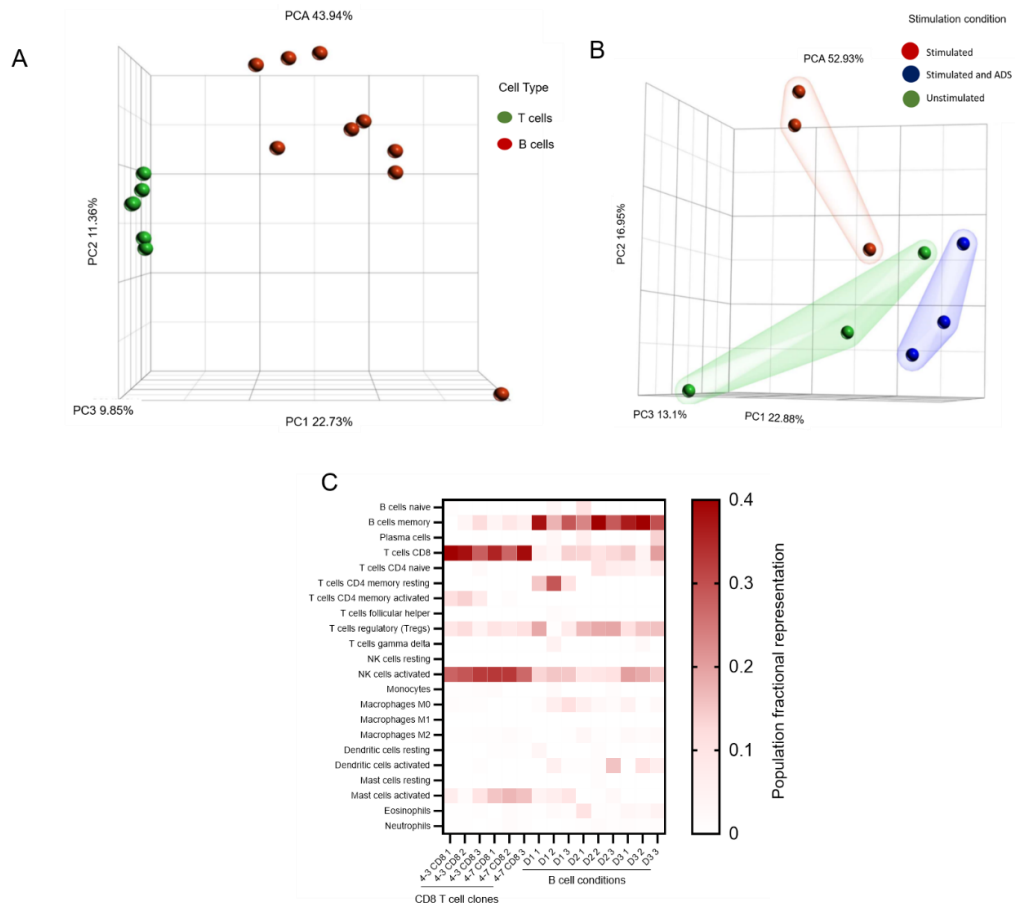 A
PCA 43.94%
PC2 11.36%
PC3 9.85%
PC1 22.73%
Cell Type
T cells
B cells
B
PCA 52.93%
PC2 16.95%
PC3 13.1%
PC1 22.88%
Stimulation condition
Stimulated
Stimulated and ADS
Unstimulated
C
B cells naive
B cells memory
Plasma cells
T cells CD8
T cells CD4 naive
T cells CD4 memory resting
T cells CD4 memory activated
T cells follicular helper
T cells regulatory (Tregs)
T cells gamma delta
NK cells resting
NK cells activated
Monocytes
Macrophages M0
Macrophages M1
Macrophages M2
Dendritic cells resting
Dendritic cells activated
Mast cells resting
Mast cells activated
Eosinophils
Neutrophils
4-3 CD8 1
4-3 CD8 2
4-3 CD8 3
4-7 CD8 1
4-7 CD8 2
4-7 CD8 3
D1 1
D1 2
D1 3
D2 1
D2 2
D2 3
D3 1
D3 2
D3 3
CD8 T cell clones
B cell conditions
0.4
0.3
0.2
0.1
0
Population fractional representation